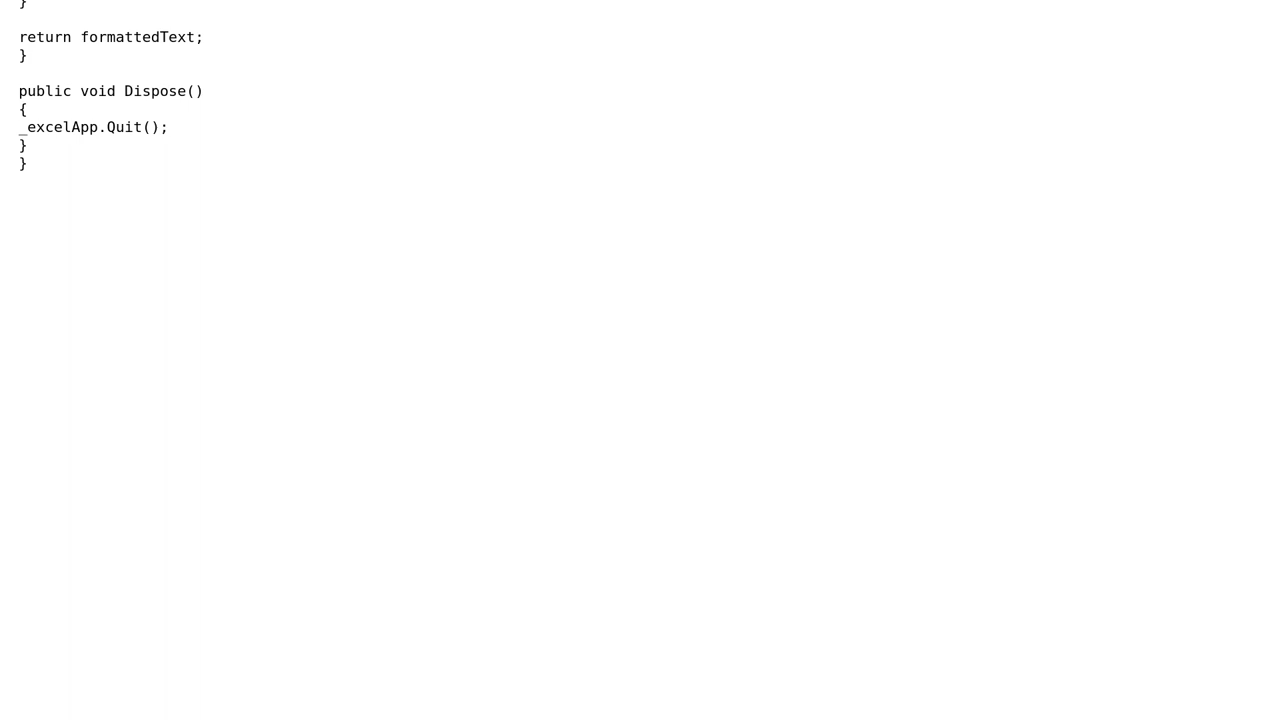 }

return formattedText;
}

public void Dispose()
{
_excelApp.Quit();
}
}